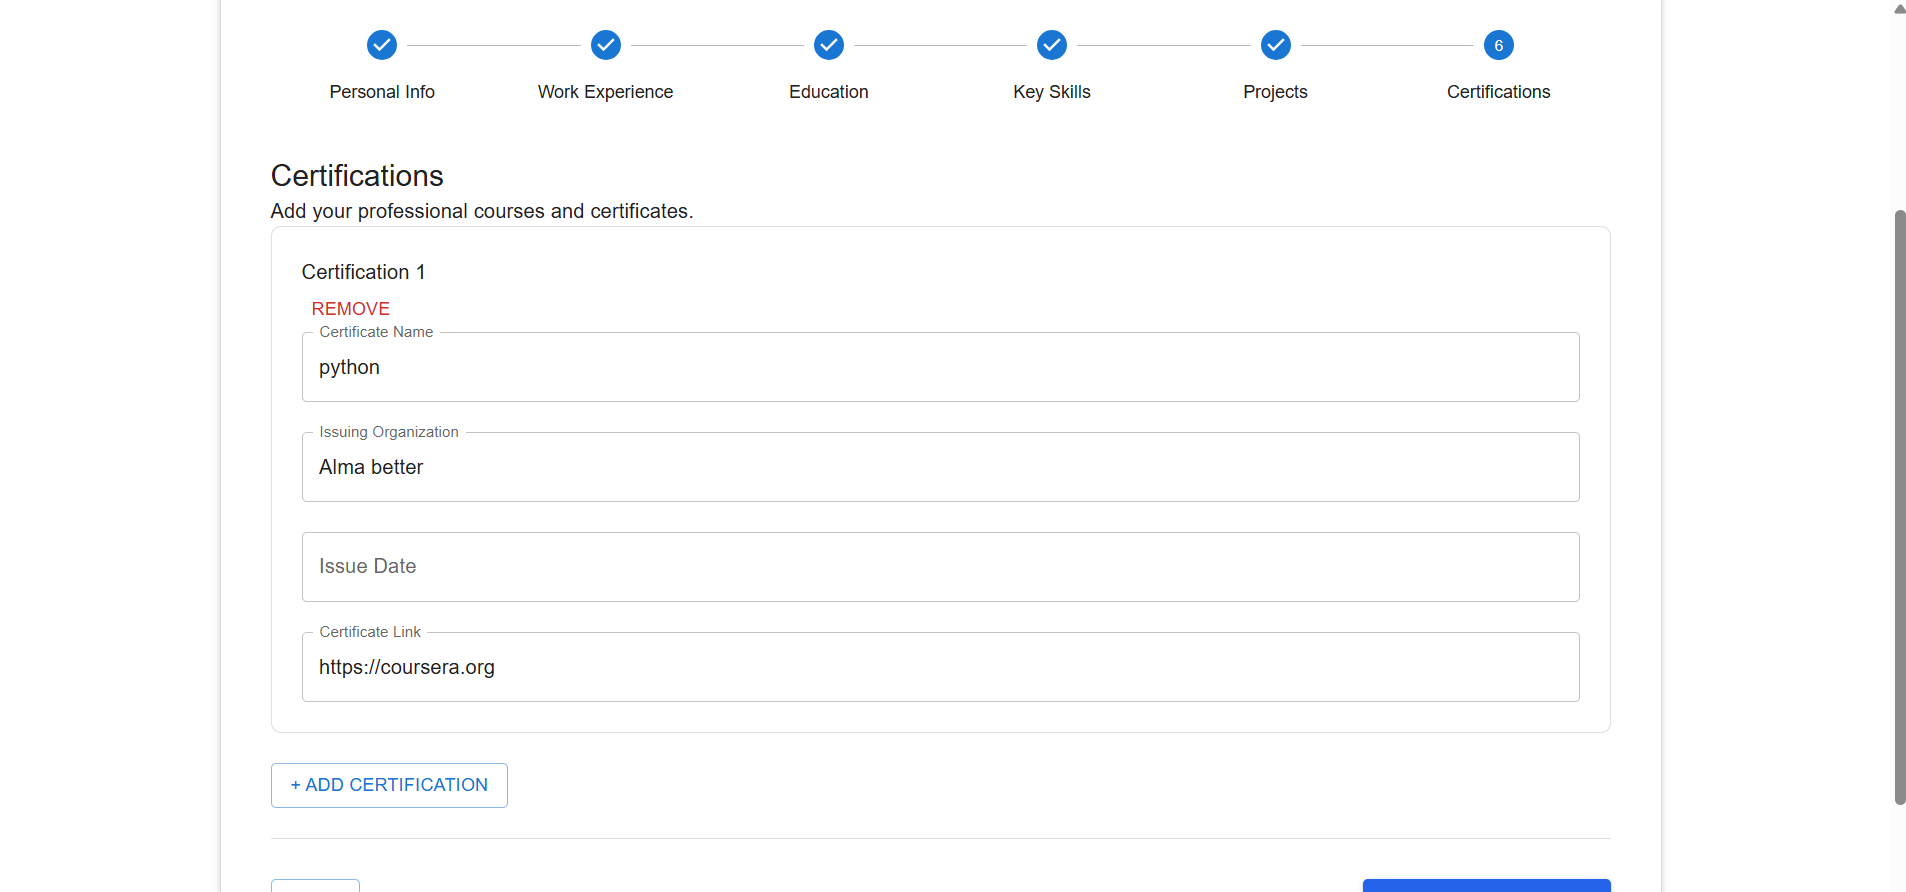 6
Personal Info Work Experience Education Key Skills Projects Certifications
Certifications
Add your professional courses and certificates.
Certification 1
REMOVE
Certificate Name
python
Issuing Organization
Alma better
Issue Date
Certificate Link
https://coursera.org
+ ADD CERTIFICATION